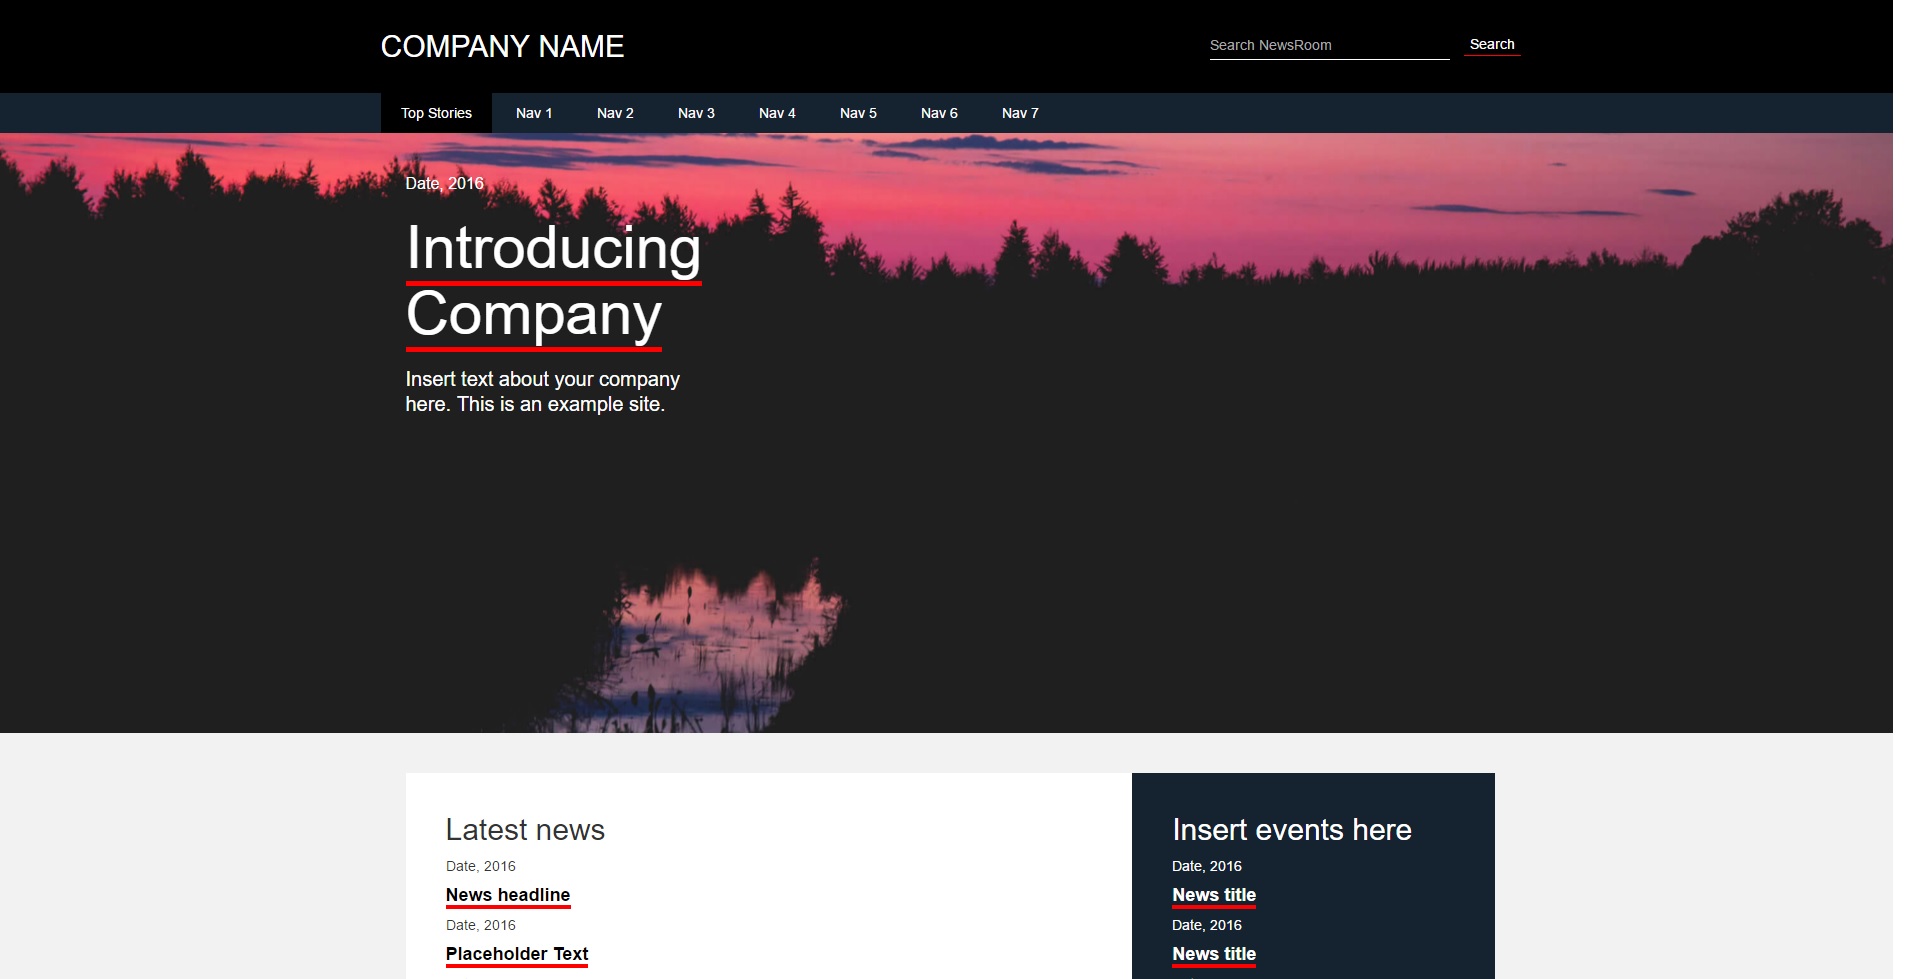 COMPANY NAME
Search NewsRoom
Search
Top Stories
Nav 1
Nav 2
Nav 3
Nav 4
Nav 5
Nav 6
Nav 7
Date, 2016
Introducing
Company
Insert text about your company
here. This is an example site.
Latest news
Date, 2016
News headline
Date, 2016
Placeholder Text
Insert events here
Date, 2016
News title
Date, 2016
News title